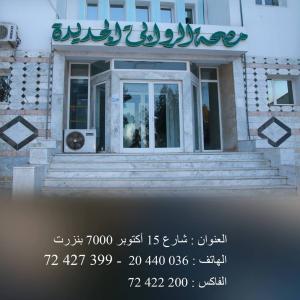 مصحة الروابي الجديدة
العنوان : شارع 15 أكتوبر 7000 بنزرت
الهاتف : 036 440 20 - 399 427 72
الفاكس : 200 422 72